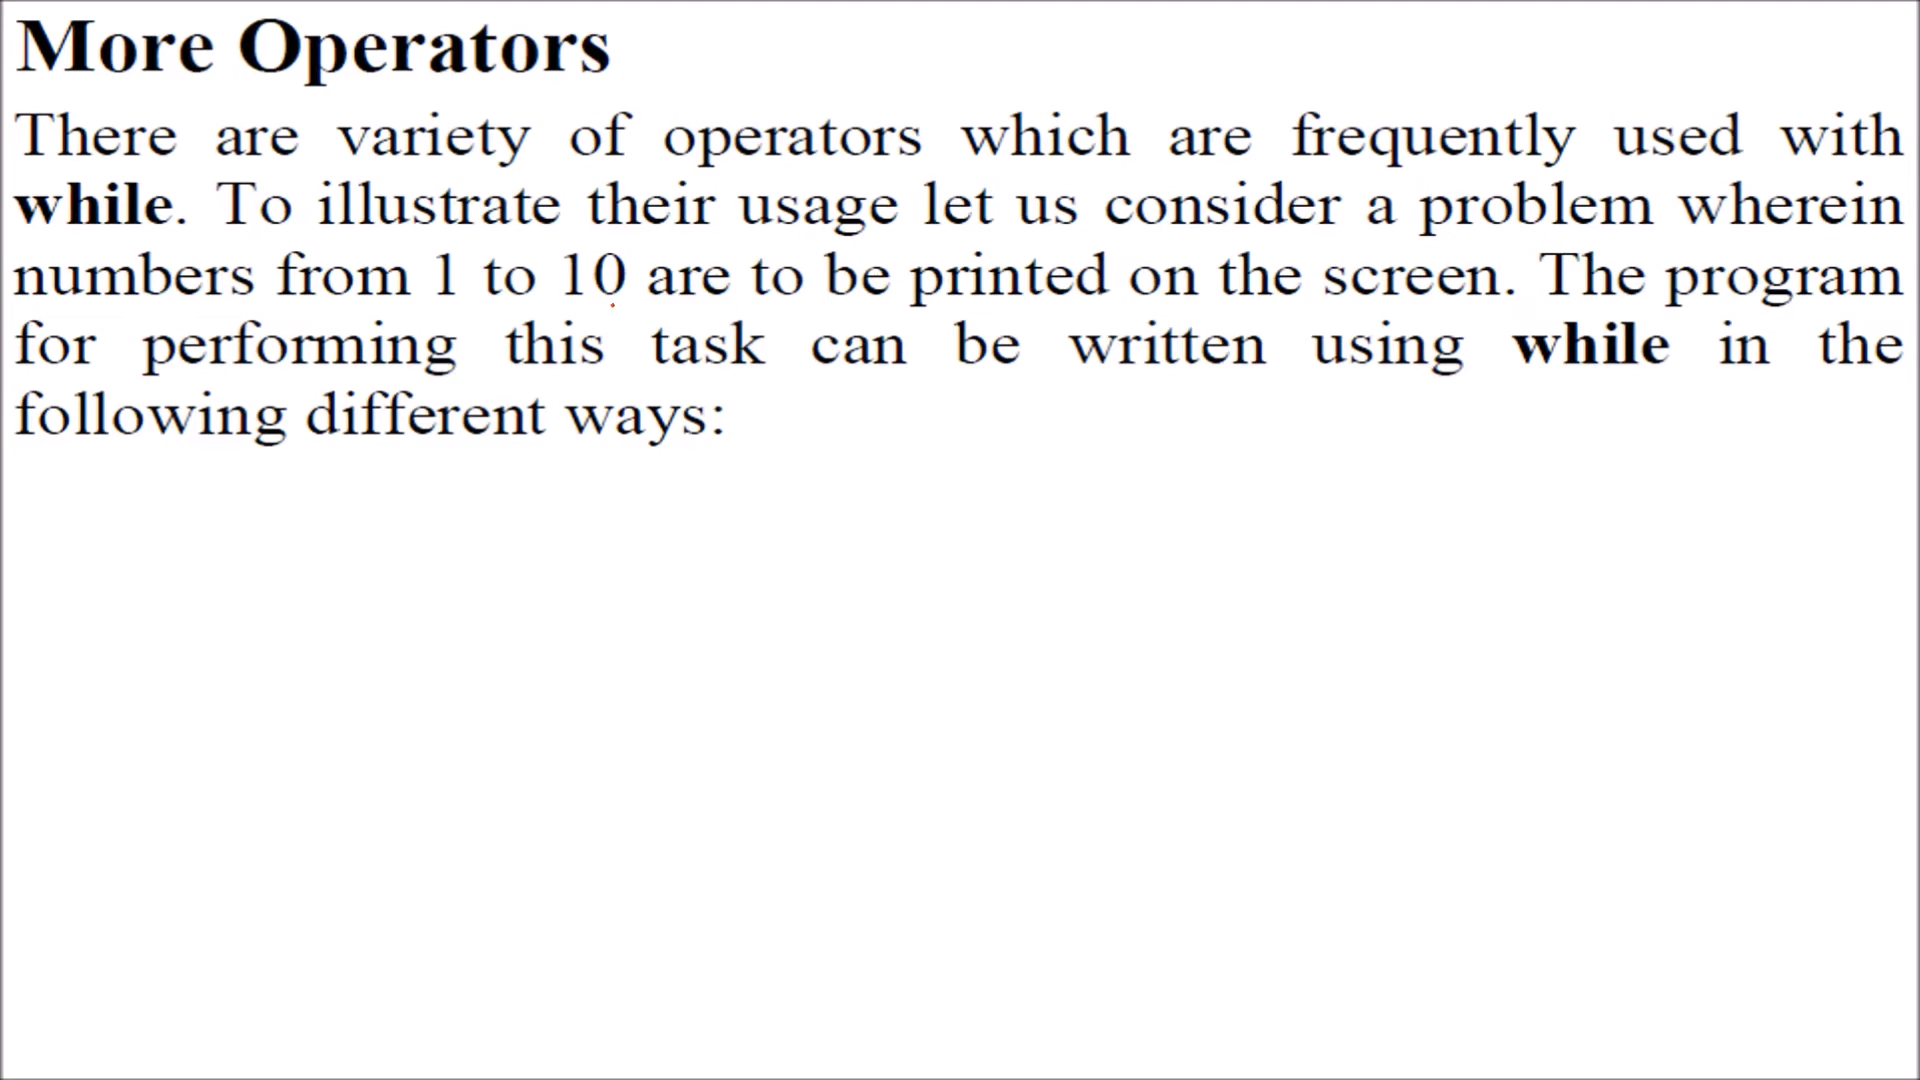 More Operators
There are variety of operators which are frequently used with
while. To illustrate their usage let us consider a problem wherein
numbers from 1 to 10 are to be printed on the screen. The program
for performing this task can be written using while in the
following different ways: